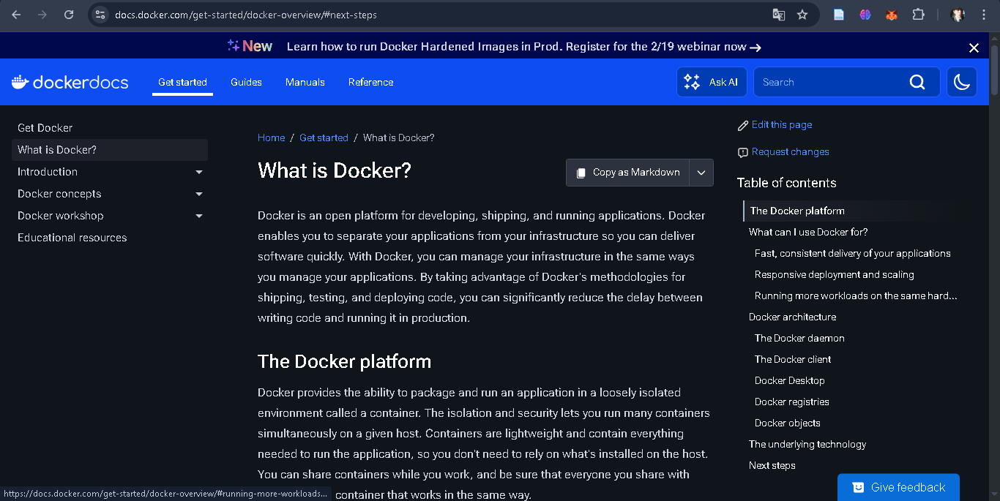 docs.docker.com/get-started/docker-overview/#next-steps
New Learn how to run Docker Hardened Images in Prod. Register for the 2/19 webinar now →
dockerdocs
Get started
Guides
Manuals
Reference
Ask AI
Search
Get Docker
What is Docker?
Introduction
Docker concepts
Docker workshop
Educational resources
Home / Get started / What is Docker?
What is Docker?
Copy as Markdown
Docker is an open platform for developing, shipping, and running applications. Docker
enables you to separate your applications from your infrastructure so you can deliver
software quickly. With Docker, you can manage your infrastructure in the same ways
you manage your applications. By taking advantage of Docker's methodologies for
shipping, testing, and deploying code, you can significantly reduce the delay between
writing code and running it in production.
The Docker platform
Docker provides the ability to package and run an application in a loosely isolated
environment called a container. The isolation and security lets you run many containers
simultaneously on a given host. Containers are lightweight and contain everything
needed to run the application, so you don't need to rely on what's installed on the host.
You can share containers while you work, and be sure that everyone you share with
container that works in the same way.
Edit this page
Request changes
Table of contents
The Docker platform
What can I use Docker for?
Fast, consistent delivery of your applications
Responsive deployment and scaling
Running more workloads on the same hard...
Docker architecture
The Docker daemon
The Docker client
Docker Desktop
Docker registries
Docker objects
The underlying technology
Next steps
Give feedback
https://docs.docker.com/get-started/docker-overview/#running-more-workloads...